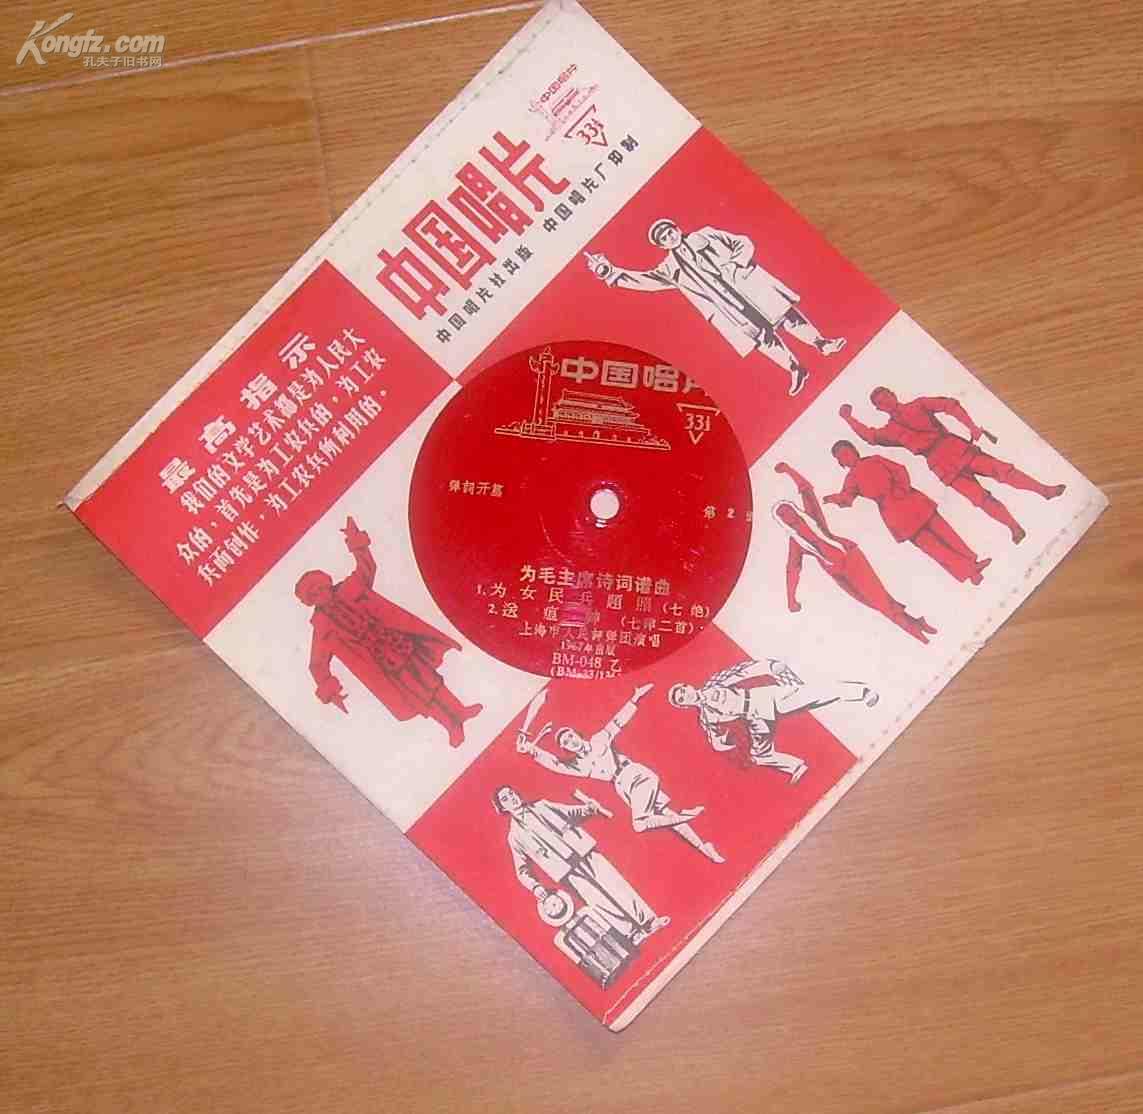 Kongfz.com
孔夫子旧书网
中国唱片
33⅓
中国唱片
中国唱片社出版 中国唱片厂印制
最高指示
我们的文学艺术都是为人民大
众的，首先是为工农兵的，为工农
兵而创作，为工农兵所利用的。
中国唱片
33⅓
弹词开篇
第2
为毛主席诗词谱曲
1.为女民兵题照(七绝)
2.送瘟神(七律二首)
上海市人民评弹团演唱
1967年出版
BM-048 乙